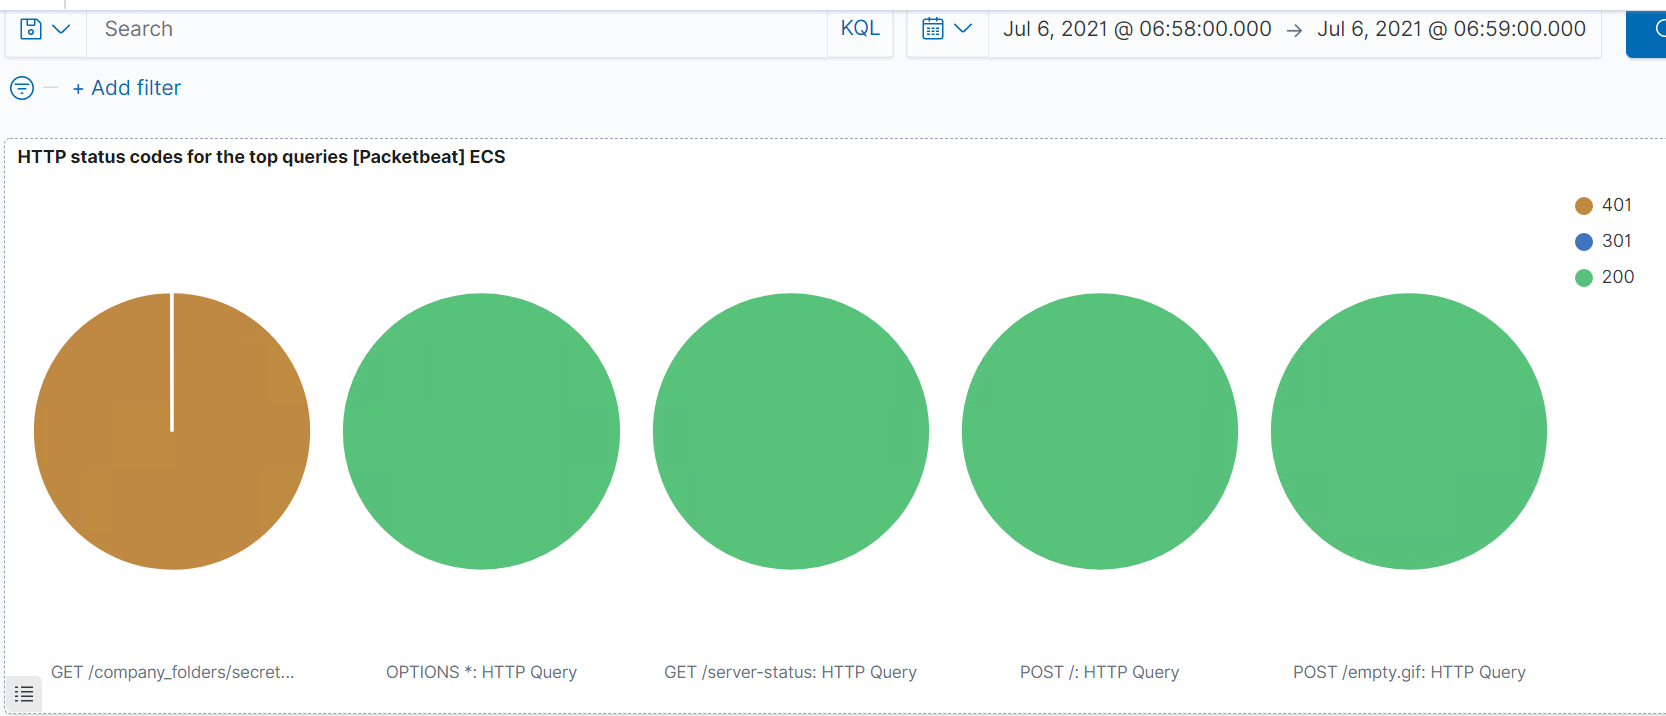 Search KQL Jul 6, 2021 @ 06:58:00.000 → Jul 6, 2021 @ 06:59:00.000
+ Add filter
HTTP status codes for the top queries [Packetbeat] ECS
401
301
200
GET /company_folders/secret... OPTIONS *: HTTP Query GET /server-status: HTTP Query POST /: HTTP Query POST /empty.gif: HTTP Query